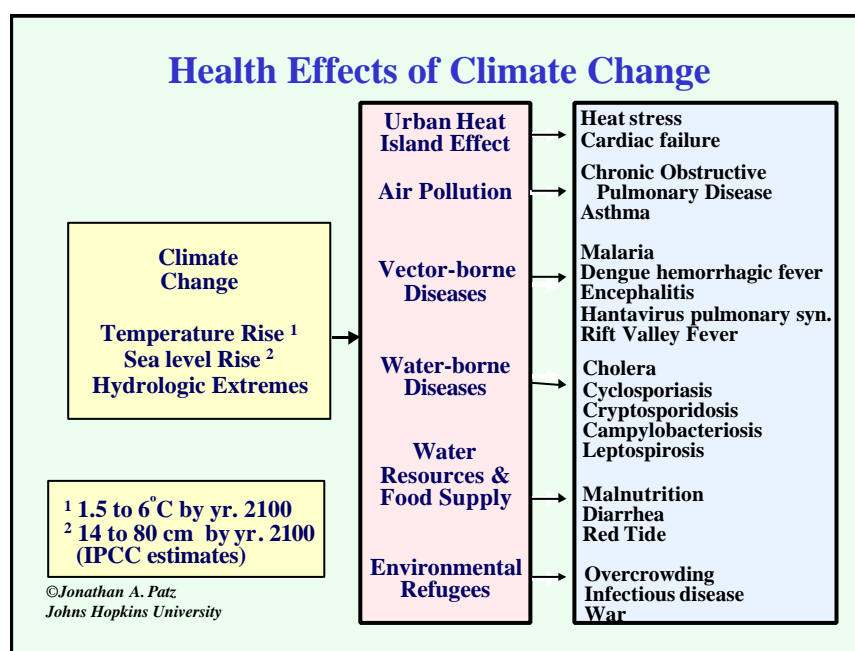 Health Effects of Climate Change
Urban Heat
Island Effect
Heat stress
Cardiac failure
Air Pollution
Chronic Obstructive
Pulmonary Disease
Asthma
Climate
Change
Temperature Rise 1
Sea level Rise 2
Hydrologic Extremes
Vector-borne
Diseases
Malaria
Dengue hemorrhagic fever
Encephalitis
Hantavirus pulmonary syn.
Rift Valley Fever
Water-borne
Diseases
Cholera
Cyclosporiasis
Cryptosporidosis
Campylobacteriosis
Leptospirosis
Water
Resources &
Food Supply
Malnutrition
Diarrhea
Red Tide
Environmental
Refugees
Overcrowding
Infectious disease
War
1 1.5 to 6°C by yr. 2100
2 14 to 80 cm by yr. 2100
(IPCC estimates)
©Jonathan A. Patz
Johns Hopkins University